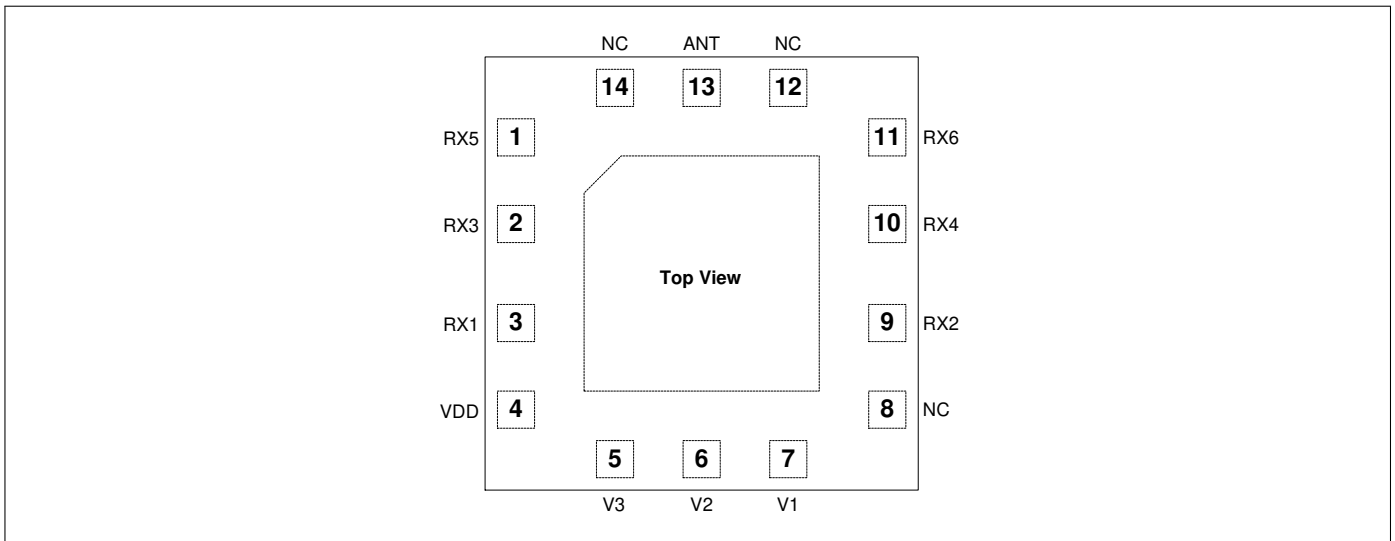 NC ANT NC
14 13 12
RX5 1 11 RX6
RX3 2 10 RX4
Top View
RX1 3 9 RX2
VDD 4 8 NC
5 6 7
V3 V2 V1